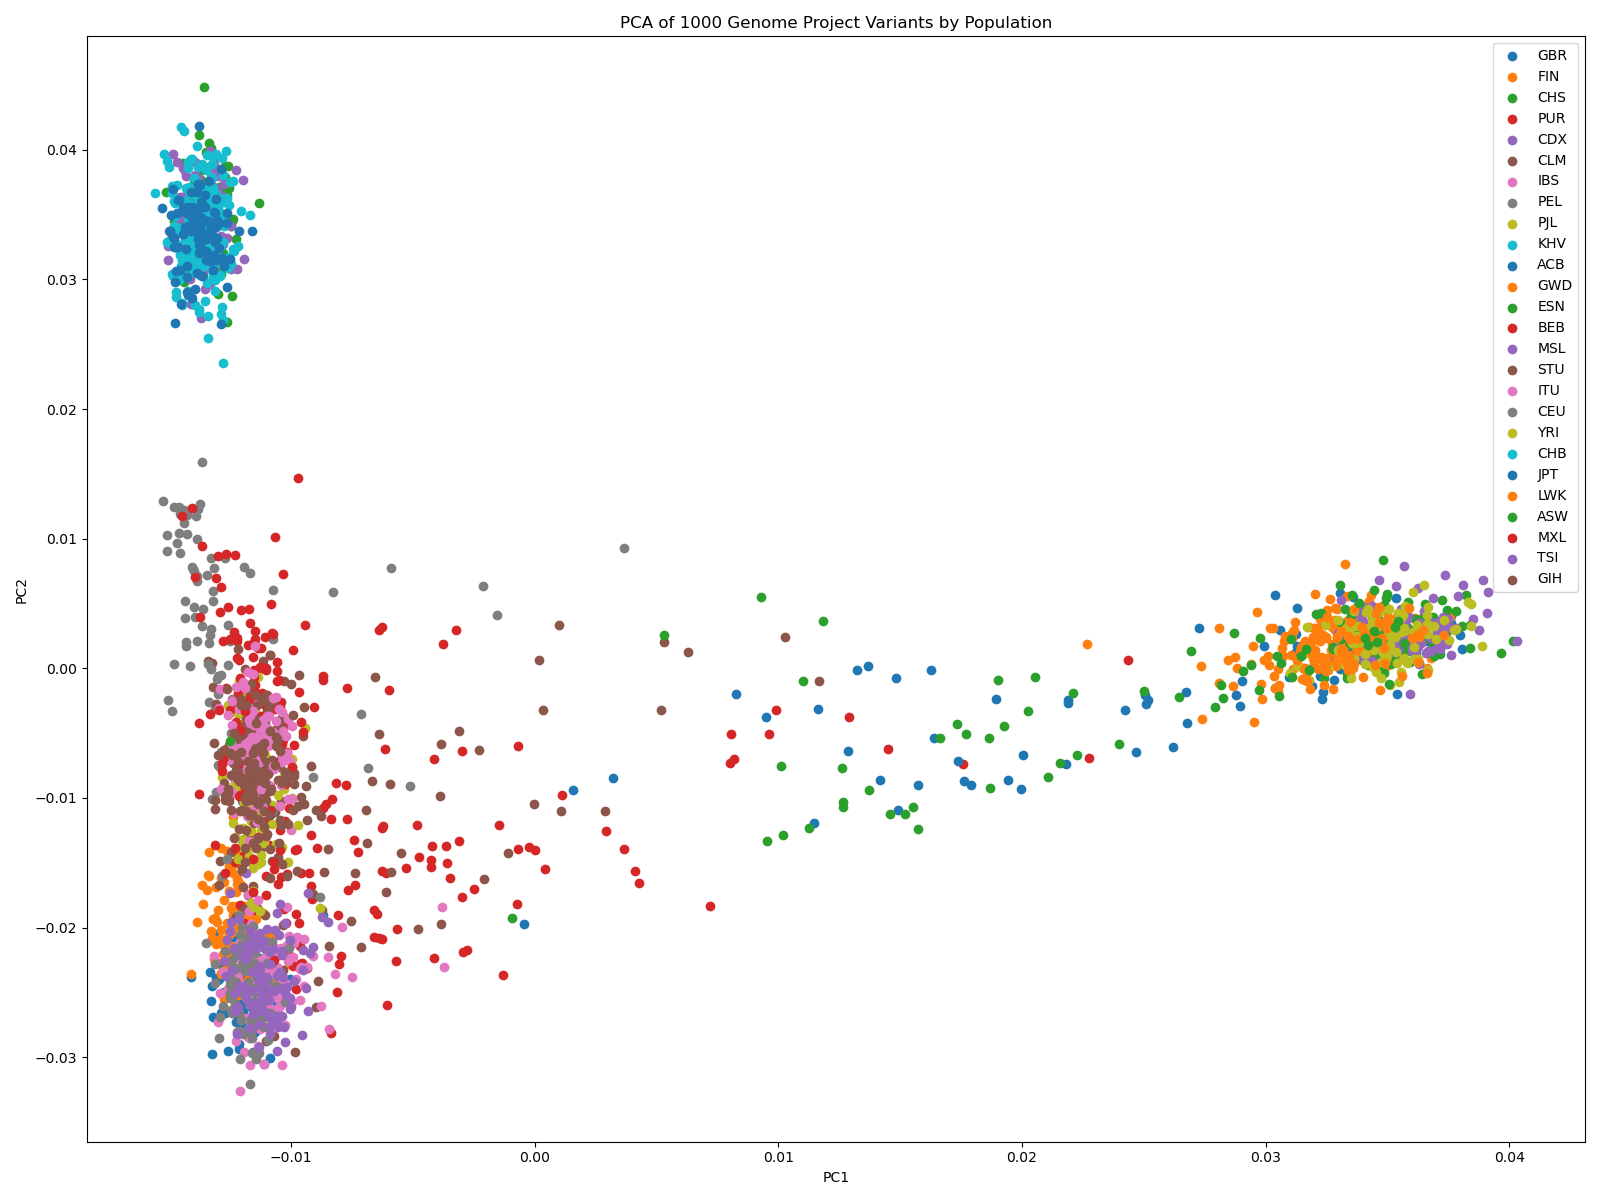 PCA of 1000 Genome Project Variants by Population
GBR
FIN
CHS
PUR
CDX
CLM
IBS
PEL
PJL
KHV
ACB
GWD
ESN
BEB
MSL
STU
ITU
CEU
YRI
CHB
JPT
LWK
ASW
MXL
TSI
GIH
PC2
0.04
0.03
0.02
0.01
0.00
−0.01
−0.02
−0.03
−0.01 0.00 0.01 0.02 0.03 0.04
PC1